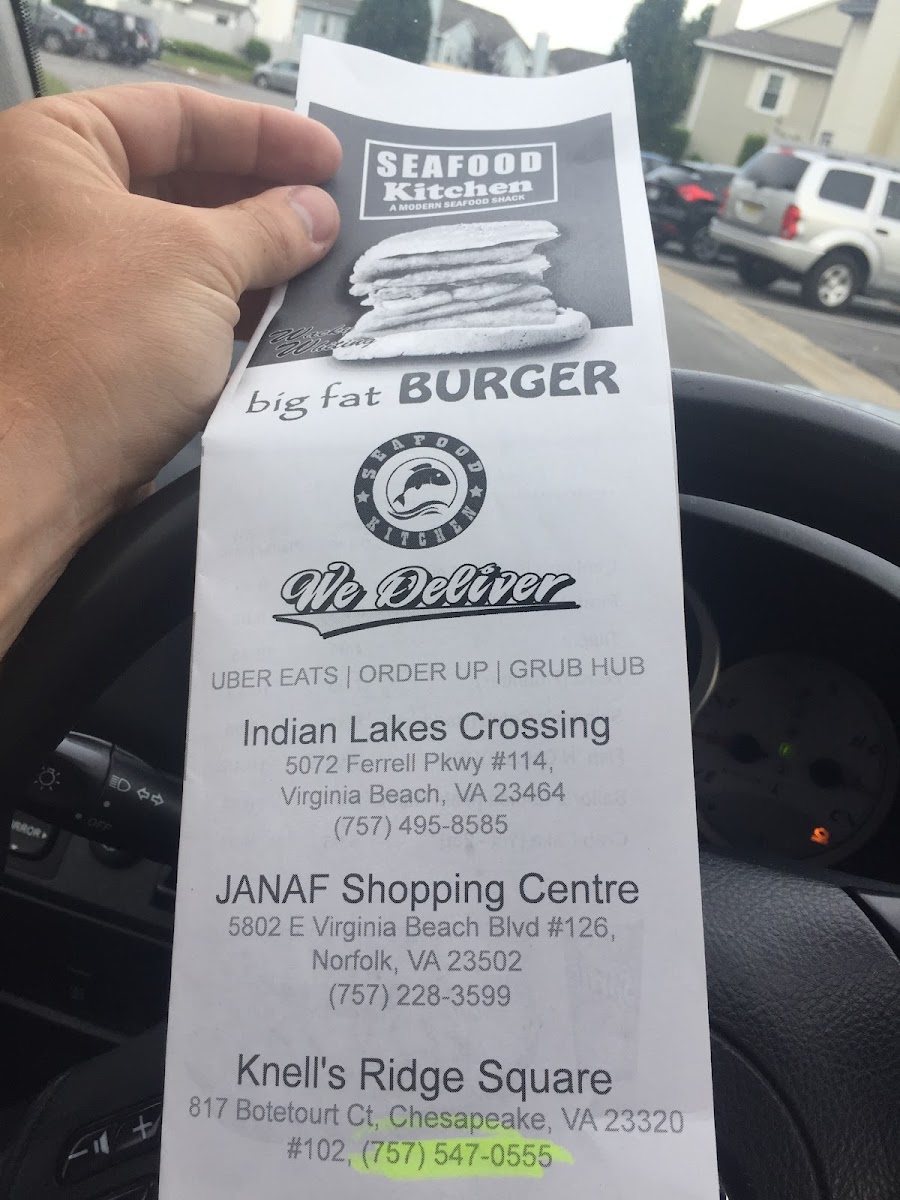 SEAFOOD
Kitchen
A MODERN SEAFOOD SHACK
Wacky
Whiting
big fat BURGER
SEAFOOD
KITCHEN
We Deliver
UBER EATS | ORDER UP | GRUB HUB
Indian Lakes Crossing
5072 Ferrell Pkwy #114,
Virginia Beach, VA 23464
(757) 495-8585
JANAF Shopping Centre
5802 E Virginia Beach Blvd #126,
Norfolk, VA 23502
(757) 228-3599
Knell's Ridge Square
817 Botetourt Ct, Chesapeake, VA 23320
#102, (757) 547-0555
OFF